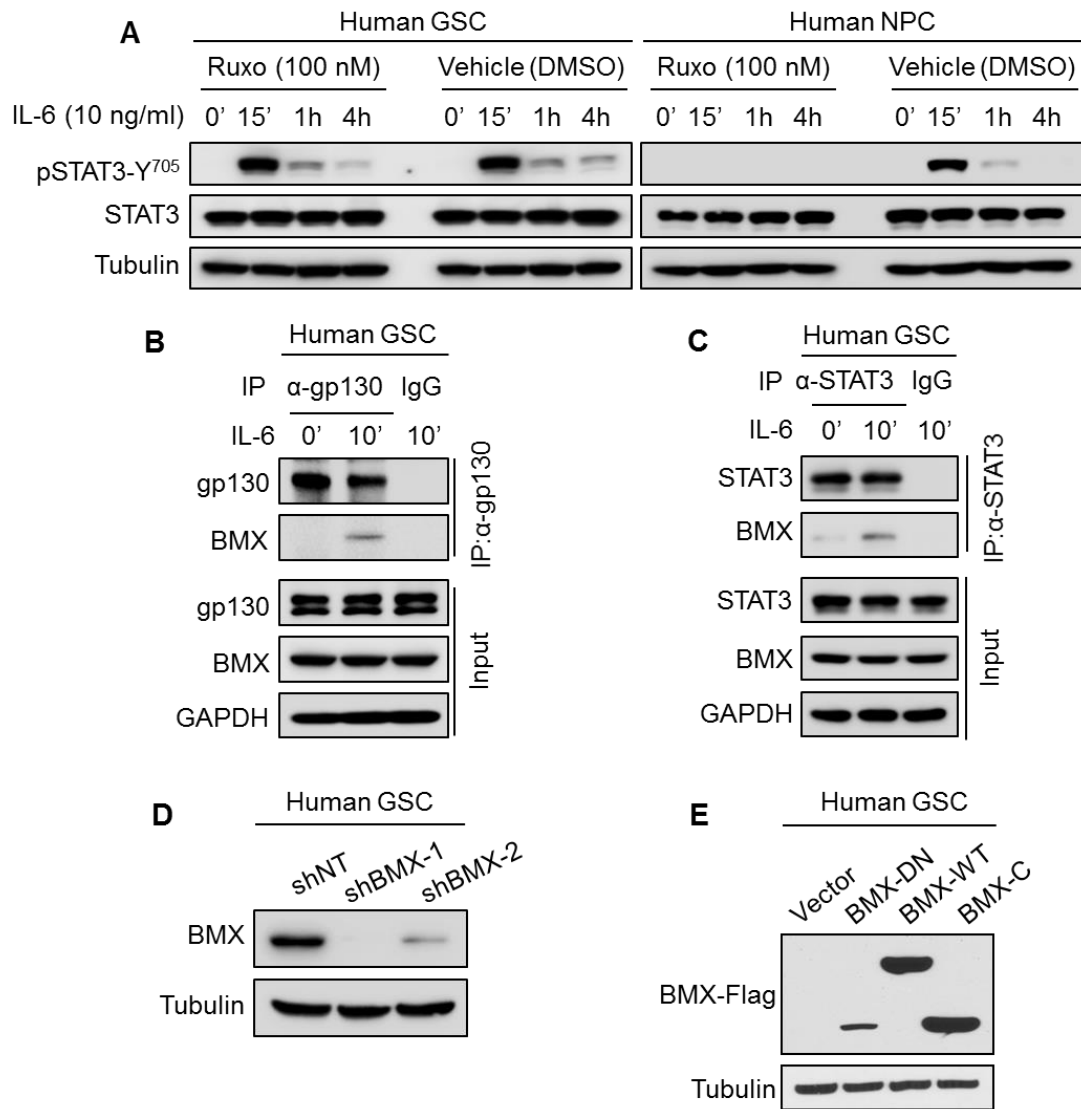 A
Human GSC Human NPC
Ruxo (100 nM) Vehicle (DMSO) Ruxo (100 nM) Vehicle (DMSO)
IL-6 (10 ng/ml) 0’ 15’ 1h 4h 0’ 15’ 1h 4h 0’ 15’ 1h 4h 0’ 15’ 1h 4h
pSTAT3-Y705
STAT3
Tubulin
B
Human GSC
IP α-gp130 IgG
IL-6 0’ 10’ 10’
gp130
BMX
IP:α-gp130
gp130
BMX
GAPDH
Input
C
Human GSC
IP α-STAT3 IgG
IL-6 0’ 10’ 10’
STAT3
BMX
IP:α-STAT3
STAT3
BMX
GAPDH
Input
D
Human GSC
shNT shBMX-1 shBMX-2
BMX
Tubulin
E
Human GSC
Vector BMX-DN BMX-WT BMX-C
BMX-Flag
Tubulin